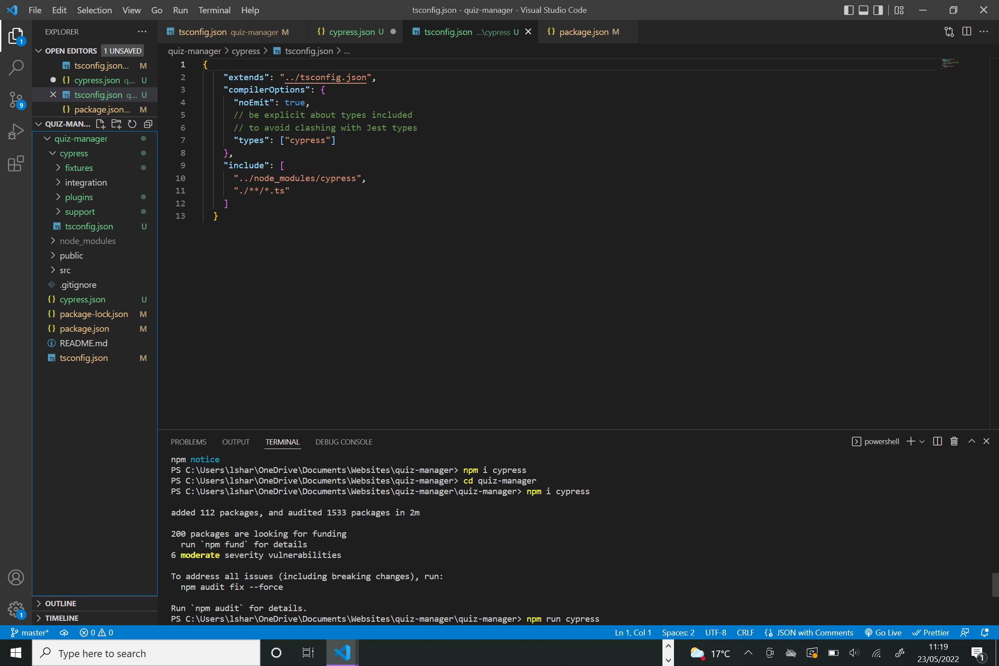 File Edit Selection View Go Run Terminal Help
tsconfig.json - quiz-manager - Visual Studio Code
EXPLORER
tsconfig.json quiz-manager M
cypress.json U
tsconfig.json ...\cypress U
package.json M
1
OPEN EDITORS 1 UNSAVED
tsconfig.json... M
cypress.json q... U
tsconfig.json q... U
package.json... M
9
QUIZ-MAN...
quiz-manager
cypress
fixtures
integration
plugins
support
tsconfig.json U
node_modules
public
src
.gitignore
cypress.json U
package-lock.json M
package.json M
README.md
tsconfig.json M
OUTLINE
TIMELINE
1
quiz-manager > cypress > tsconfig.json > ...
1 {
2 "extends": "../tsconfig.json",
3 "compilerOptions": {
4 "noEmit": true,
5 // be explicit about types included
6 // to avoid clashing with Jest types
7 "types": ["cypress"]
8 },
9 "include": [
10 "../node_modules/cypress",
11 "./**/*.ts"
12 ]
13 }
PROBLEMS OUTPUT TERMINAL DEBUG CONSOLE
powershell
npm notice
PS C:\Users\lshar\OneDrive\Documents\Websites\quiz-manager> npm i cypress
PS C:\Users\lshar\OneDrive\Documents\Websites\quiz-manager> cd quiz-manager
PS C:\Users\lshar\OneDrive\Documents\Websites\quiz-manager\quiz-manager> npm i cypress
added 112 packages, and audited 1533 packages in 2m
200 packages are looking for funding
run `npm fund` for details
6 moderate severity vulnerabilities
To address all issues (including breaking changes), run:
npm audit fix --force
Run `npm audit` for details.
PS C:\Users\lshar\OneDrive\Documents\Websites\quiz-manager\quiz-manager> npm run cypress
master* 0 0
Ln 1, Col 1 Spaces: 2 UTF-8 CRLF JSON with Comments Go Live Prettier
Type here to search
17°C
11:19
23/05/2022
1